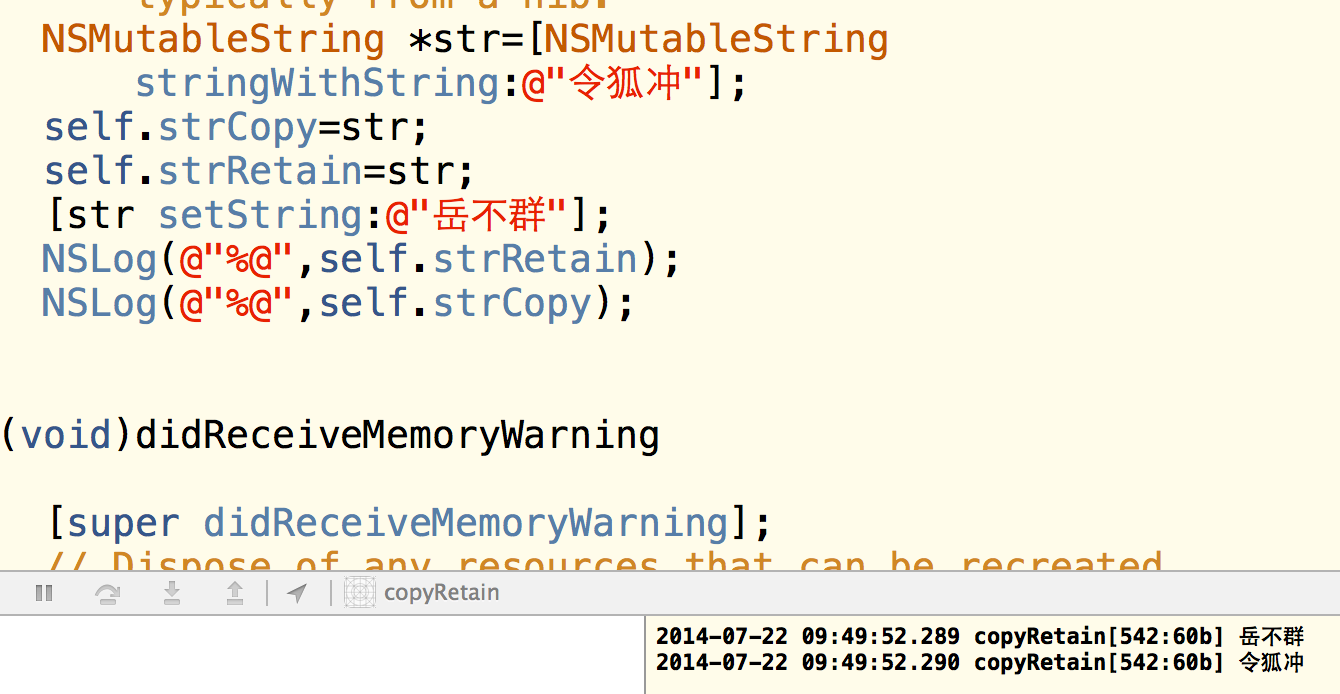 typically from a nib.
NSMutableString *str=[NSMutableString
stringWithString:@"令狐冲"];
self.strCopy=str;
self.strRetain=str;
[str setString:@"岳不群"];
NSLog(@"%@",self.strRetain);
NSLog(@"%@",self.strCopy);
(void)didReceiveMemoryWarning
[super didReceiveMemoryWarning];
// Dispose of any resources that can be recreated
copyRetain
2014-07-22 09:49:52.289 copyRetain[542:60b] 岳不群
2014-07-22 09:49:52.290 copyRetain[542:60b] 令狐冲